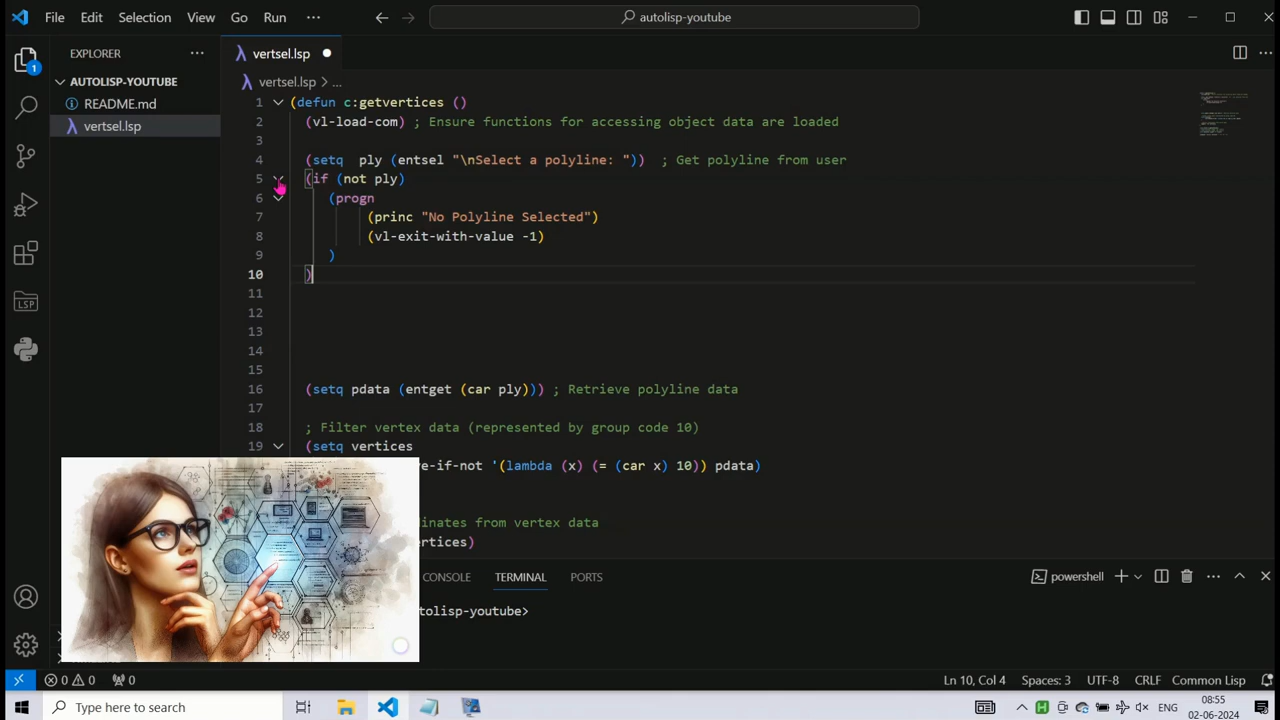 File Edit Selection View Go Run ··· autolisp-youtube
EXPLORER ···
1
AUTOLISP-YOUTUBE
README.md
vertsel.lsp
LSP
vertsel.lsp
vertsel.lsp > ...
1 (defun c:getvertices ()
2 (vl-load-com) ; Ensure functions for accessing object data are loaded
3
4 (setq  ply (entsel "\nSelect a polyline: "))  ; Get polyline from user
5 (if (not ply)
6 (progn
7 (princ "No Polyline Selected")
8 (vl-exit-with-value -1)
9 )
10 )
11
12
13
14
15
16 (setq pdata (entget (car ply))) ; Retrieve polyline data
17
18 ; Filter vertex data (represented by group code 10)
19 (setq vertices
e-if-not '(lambda (x) (= (car x) 10)) pdata)
inates from vertex data
ertices)
CONSOLE TERMINAL PORTS powershell
tolisp-youtube>
0 0 0 Ln 10, Col 4 Spaces: 3 UTF-8 CRLF Common Lisp
Type here to search ENG 08:55
02-06-2024